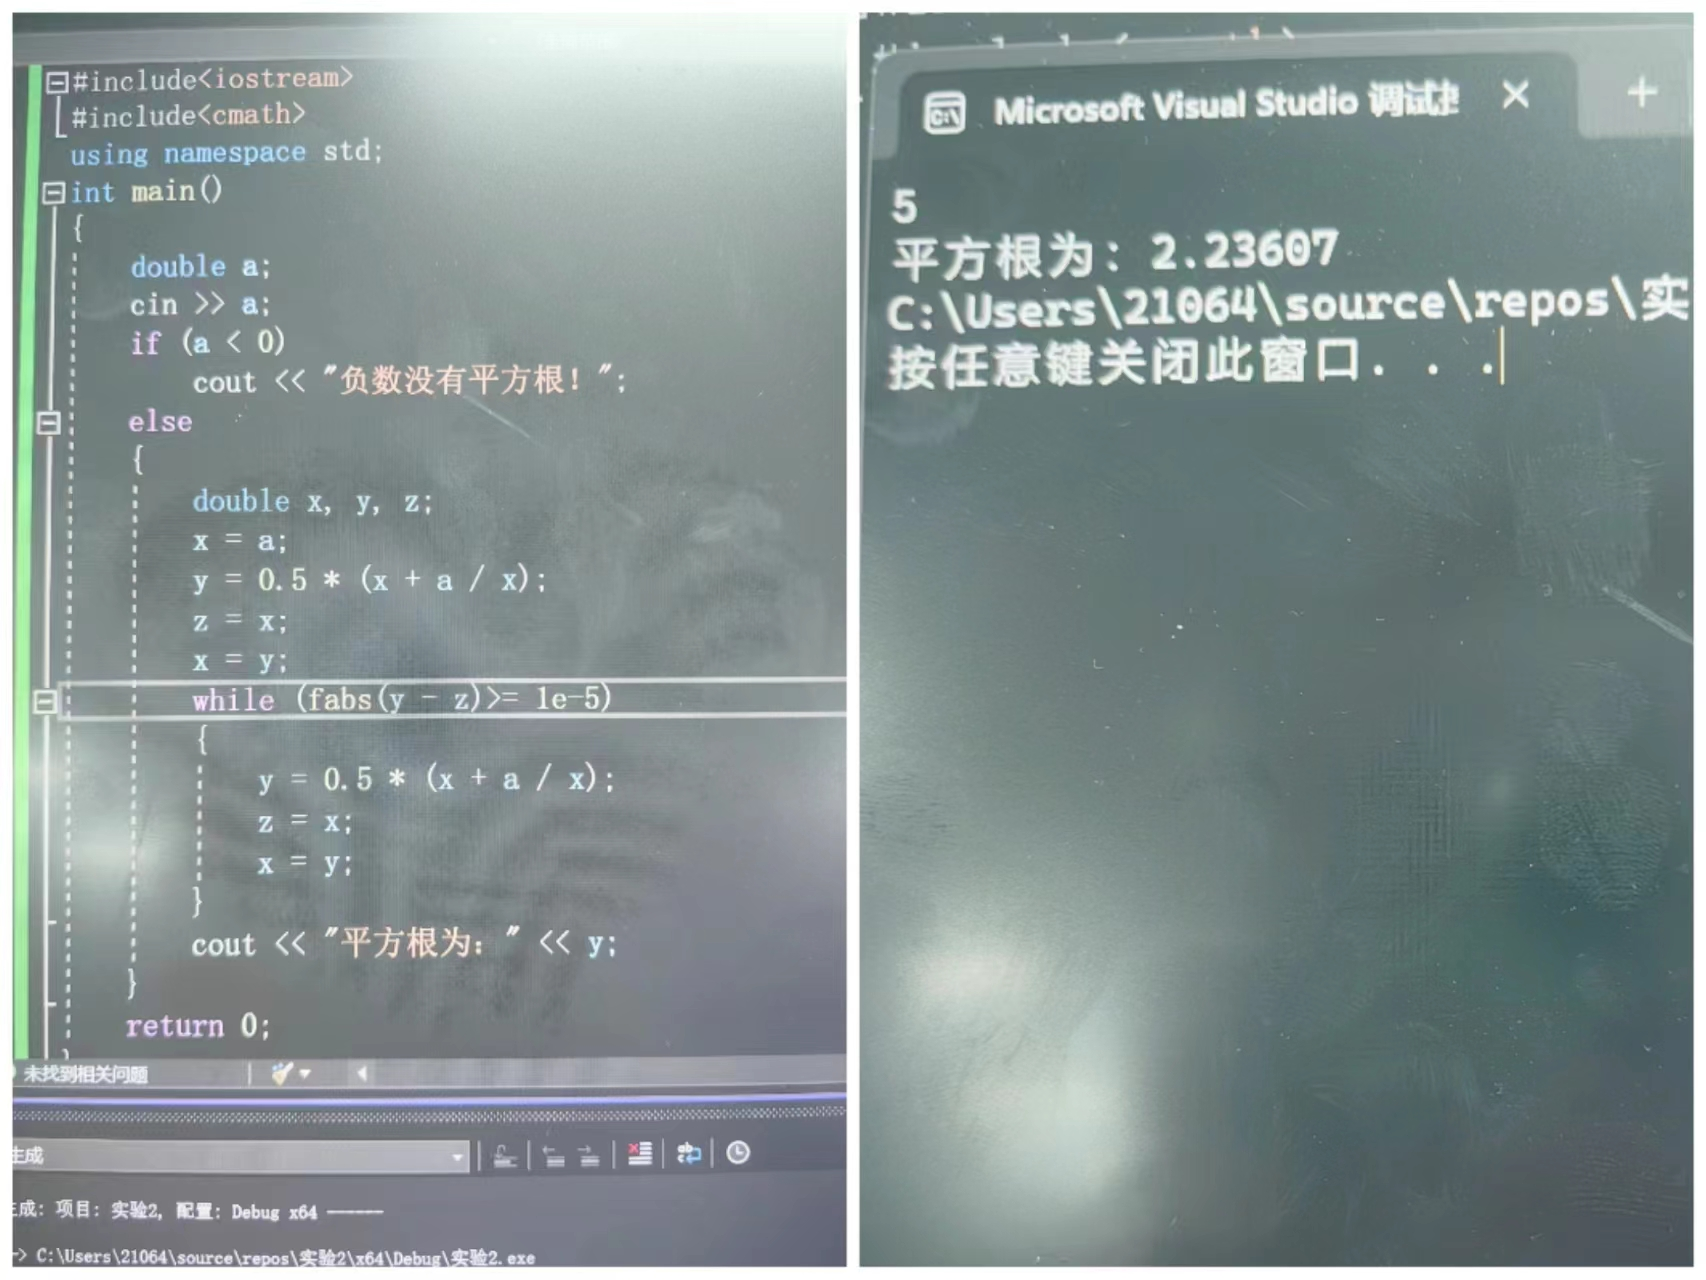 #include<iostream>
#include<cmath>
using namespace std;
int main()
{
double a;
cin >> a;
if (a < 0)
cout << "负数没有平方根！";
else
{
double x, y, z;
x = a;
y = 0.5 * (x + a / x);
z = x;
x = y;
while (fabs(y - z)>= 1e-5)
{
y = 0.5 * (x + a / x);
z = x;
x = y;
}
cout << "平方根为：" << y;
}
return 0;
未找到相关问题
生成
生成: 项目: 实验2, 配置: Debug x64 ------
-> C:\Users\21064\source\repos\实验2\x64\Debug\实验2.exe
Microsoft Visual Studio 调试
5
平方根为：2.23607
C:\Users\21064\source\repos\实
按任意键关闭此窗口. . .